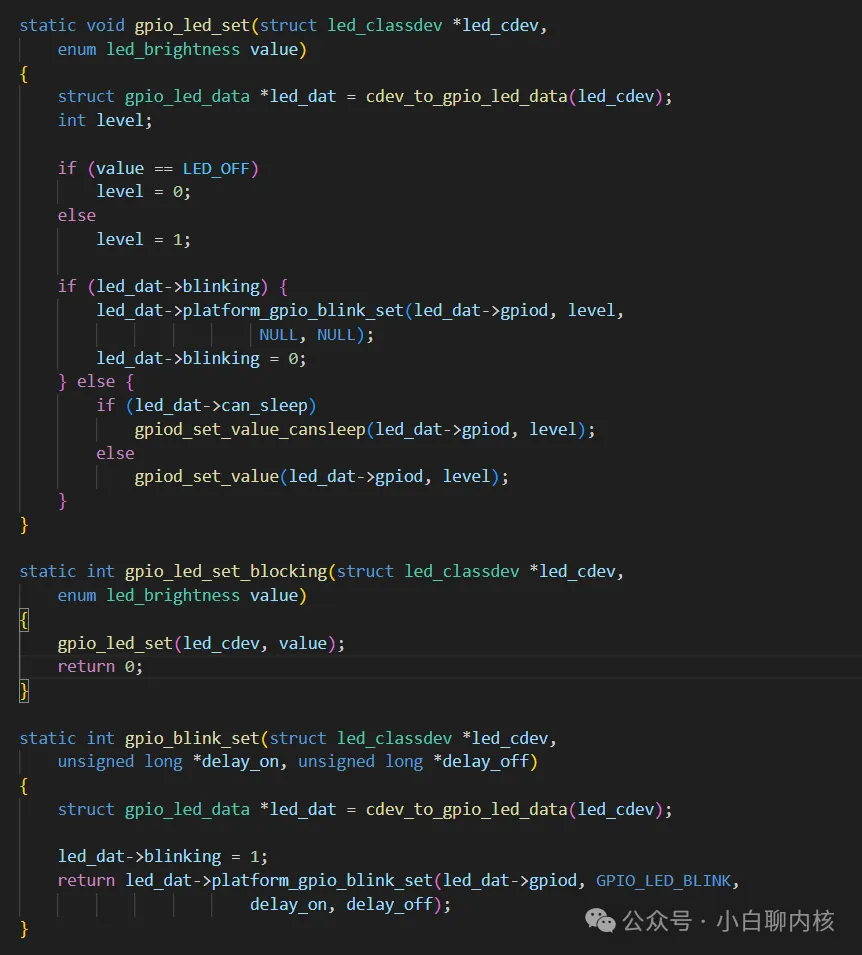 static void gpio_led_set(struct led_classdev *led_cdev,
    enum led_brightness value)
{
    struct gpio_led_data *led_dat = cdev_to_gpio_led_data(led_cdev);
    int level;

    if (value == LED_OFF)
        level = 0;
    else
        level = 1;

    if (led_dat->blinking) {
        led_dat->platform_gpio_blink_set(led_dat->gpiod, level,
                         NULL, NULL);
        led_dat->blinking = 0;
    } else {
        if (led_dat->can_sleep)
            gpiod_set_value_cansleep(led_dat->gpiod, level);
        else
            gpiod_set_value(led_dat->gpiod, level);
    }
}

static int gpio_led_set_blocking(struct led_classdev *led_cdev,
    enum led_brightness value)
{
    gpio_led_set(led_cdev, value);
    return 0;
}

static int gpio_blink_set(struct led_classdev *led_cdev,
    unsigned long *delay_on, unsigned long *delay_off)
{
    struct gpio_led_data *led_dat = cdev_to_gpio_led_data(led_cdev);

    led_dat->blinking = 1;
    return led_dat->platform_gpio_blink_set(led_dat->gpiod, GPIO_LED_BLINK,
                        delay_on, delay_off);
}
公众号 · 小白聊内核